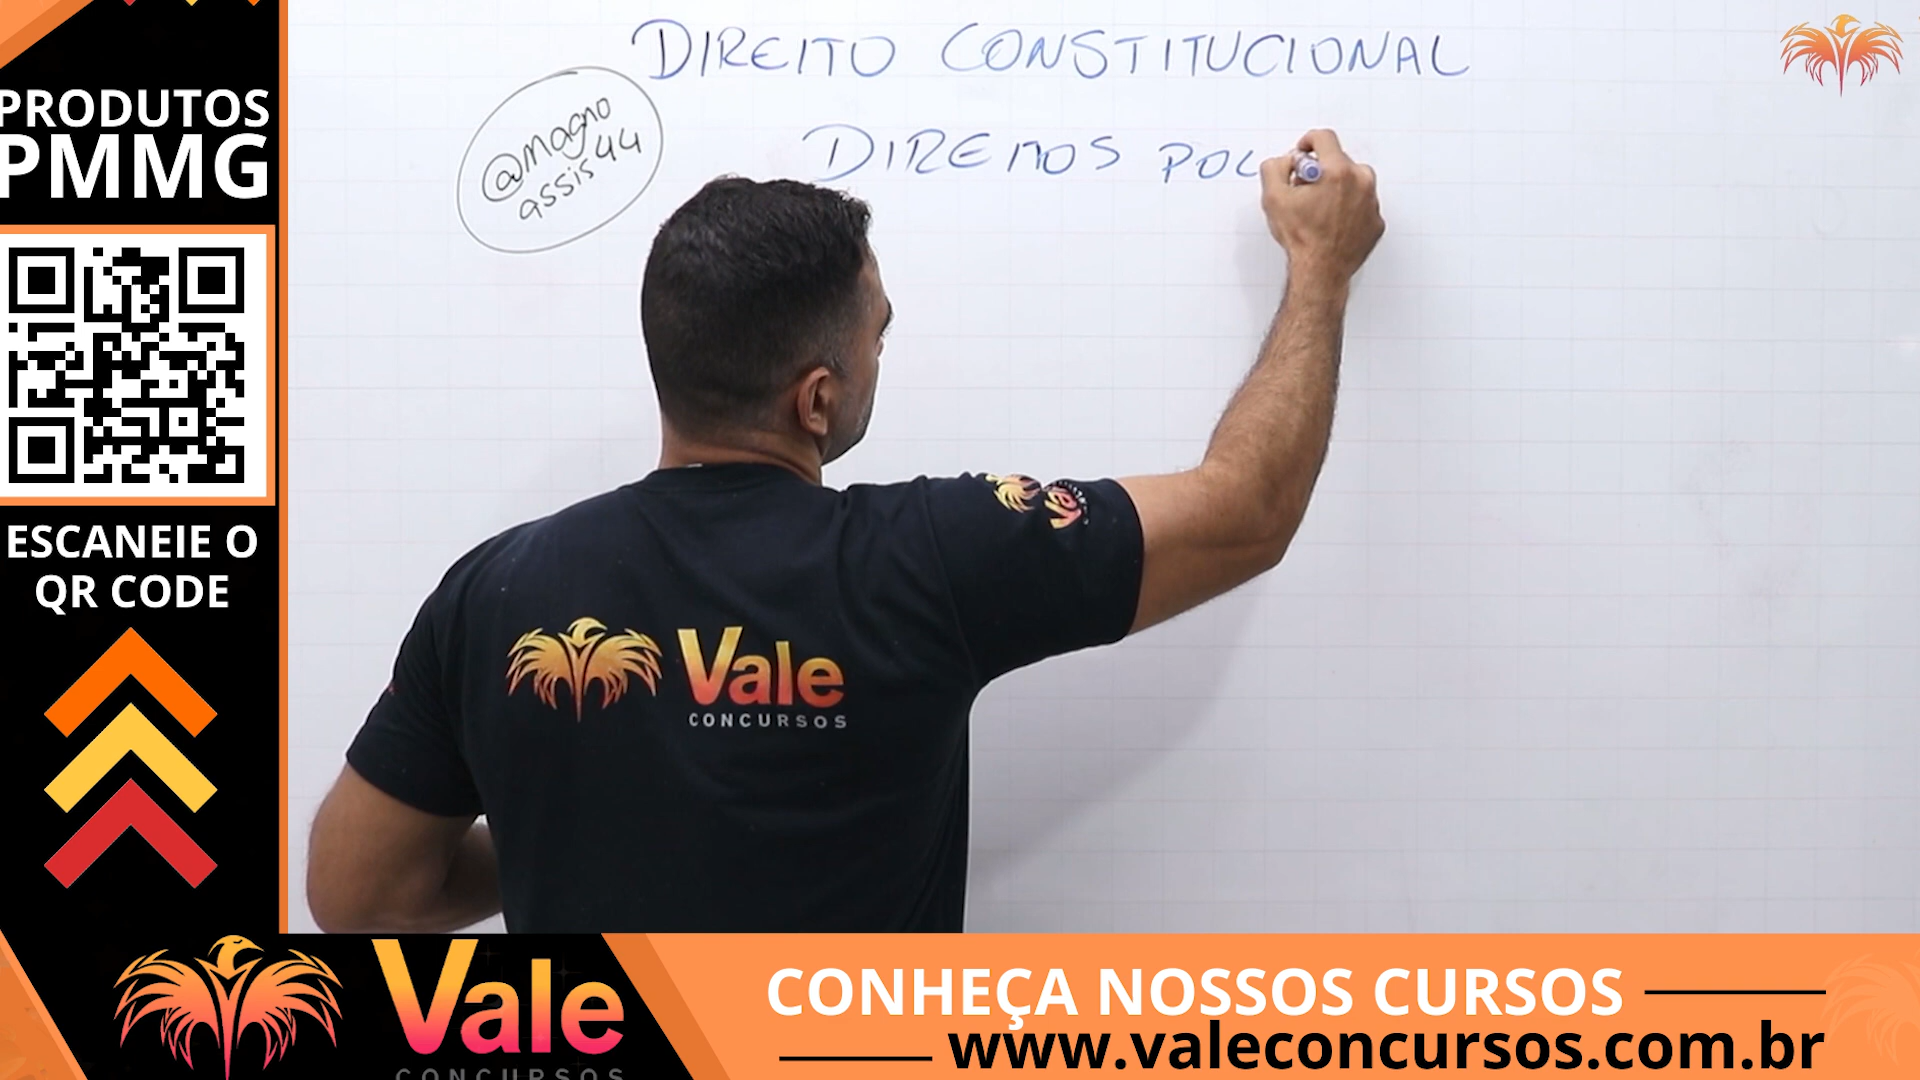 DIREITO CONSTITUCIONAL
@magno
assis44
DIREITOS POL
PRODUTOS
PMMG
ESCANEIE O
QR CODE
Vale
CONCURSOS
Vale
CONCURSOS
CONHEÇA NOSSOS CURSOS
www.valeconcursos.com.br